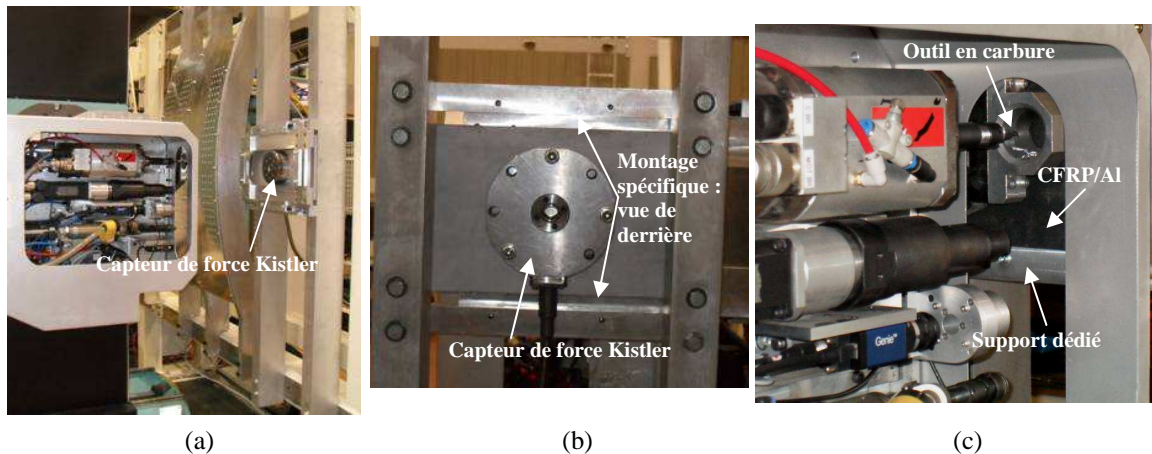 Capteur de force Kistler
Montage
spécifique :
vue de
derrière
Capteur de force Kistler
Outil en carbure
CFRP/Al
Support dédié
Genie™
(a)
(b)
(c)